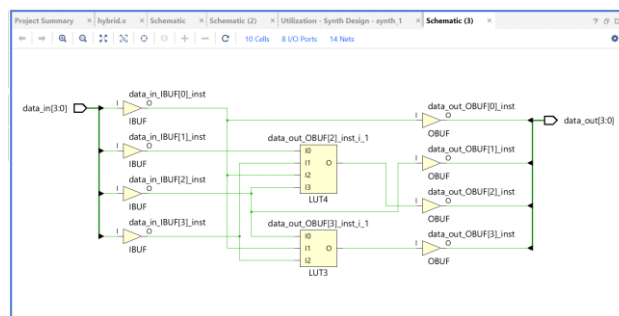 Project Summary × hybrid.v × Schematic × Schematic (2) × Utilization - Synth Design - synth_1 × Schematic (3) ×
10 Cells 8 I/O Ports 14 Nets
data_in[3:0]
data_in_IBUF[0]_inst
I O
IBUF
data_in_IBUF[1]_inst
I O
IBUF
data_in_IBUF[2]_inst
I O
IBUF
data_in_IBUF[3]_inst
I O
IBUF
data_out_OBUF[2]_inst_i_1
I0
I1 O
I2
I3
LUT4
data_out_OBUF[3]_inst_i_1
I0
I1 O
I2
LUT3
data_out_OBUF[0]_inst
I O
OBUF
data_out_OBUF[1]_inst
I O
OBUF
data_out_OBUF[2]_inst
I O
OBUF
data_out_OBUF[3]_inst
I O
OBUF
data_out[3:0]